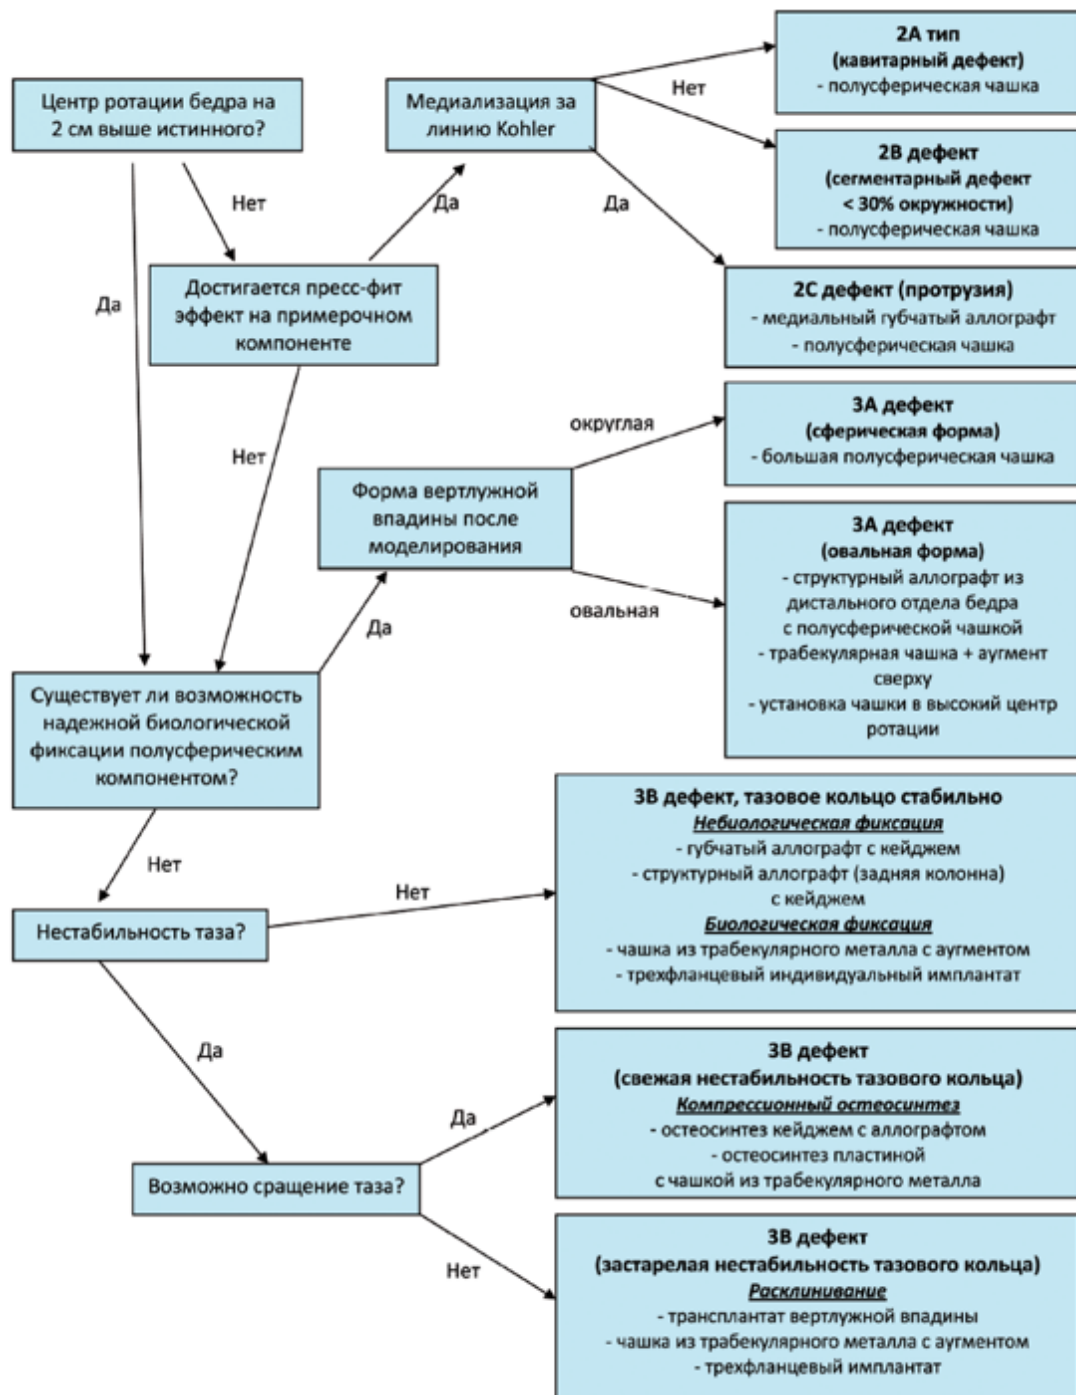 Центр ротации бедра на
2 см выше истинного?
Медиализация за
линию Kohler
2А тип
(кавитарный дефект)
- полусферическая чашка
Нет
2В дефект
(сегментарный дефект
< 30% окружности)
- полусферическая чашка
Нет
Да
Да
Да
Достигается пресс-фит
эффект на примерочном
компоненте
2С дефект (протрузия)
- медиальный губчатый аллографт
- полусферическая чашка
Нет
округлая
3А дефект
(сферическая форма)
- большая полусферическая чашка
Форма вертлужной
впадины после
моделирования
овальная
3А дефект
(овальная форма)
- структурный аллографт из
дистального отдела бедра
с полусферической чашкой
- трабекулярная чашка + аугмент
сверху
- установка чашки в высокий центр
ротации
Да
Существует ли возможность
надежной биологической
фиксации полусферическим
компонентом?
Нет
3В дефект, тазовое кольцо стабильно
Небиологическая фиксация
- губчатый аллографт с кейджем
- структурный аллографт (задняя колонна)
с кейджем
Биологическая фиксация
- чашка из трабекулярного металла с аугментом
- трехфланцевый индивидуальный имплантат
Нет
Нестабильность таза?
Да
3В дефект
(свежая нестабильность тазового кольца)
Компрессионный остеосинтез
- остеосинтез кейджем с аллографтом
- остеосинтез пластиной
с чашкой из трабекулярного металла
Да
Возможно сращение таза?
Нет
3В дефект
(застарелая нестабильность тазового кольца)
Расклинивание
- трансплантат вертлужной впадины
- чашка из трабекулярного металла с аугментом
- трехфланцевый имплантат